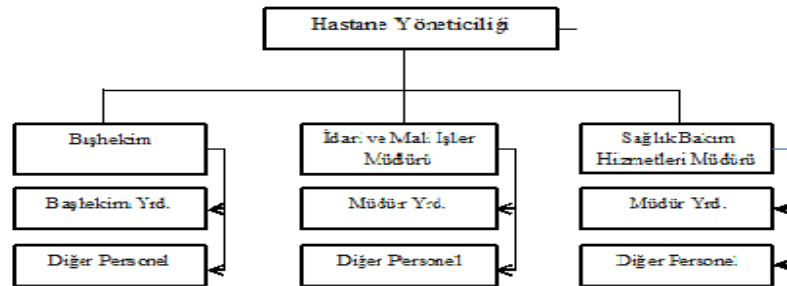 Hastane Yöneticiliği
Bışhekim
İdari ve Mali İşler
Müdürü
Sağlık Bakım
Hizmetleri Müdürü
Başhekim Yrd.
Müdür Yrd.
Müdür Yrd.
Diğer Personel
Diğer Personel
Diğer Personel